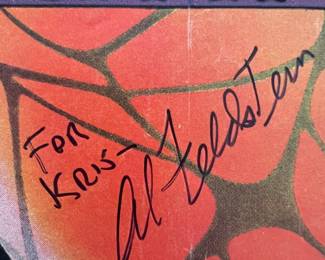 For
Kris -
Al Feldstein